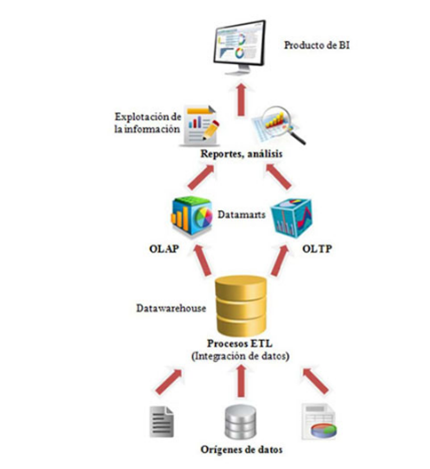 Producto de BI
Explotación de
la información
Reportes, análisis
Datamarts
OLAP
OLTP
Datawarehouse
Procesos ETL
(Integración de datos)
Orígenes de datos